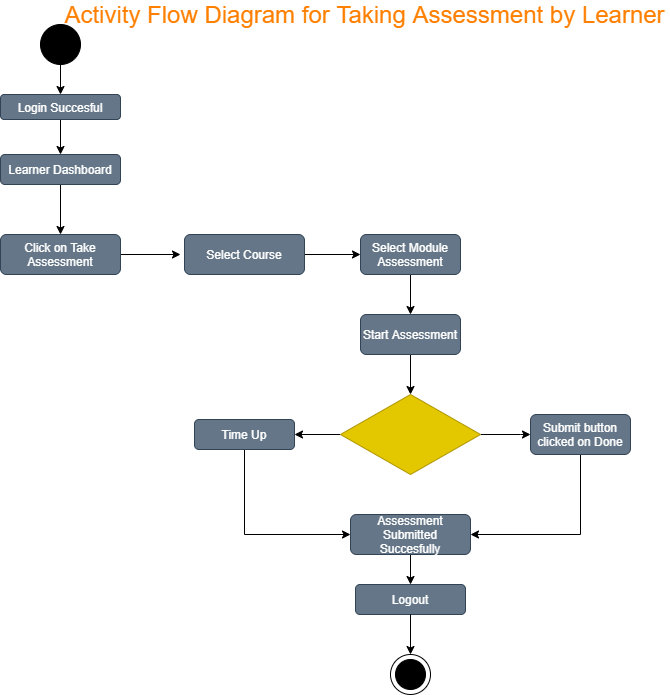 Activity Flow Diagram for Taking Assessment by Learner
Login Succesful
Learner Dashboard
Click on Take
Assessment
Select Course
Select Module
Assessment
Start Assessment
Time Up
Submit button
clicked on Done
Assessment
Submitted
Succesfully
Logout